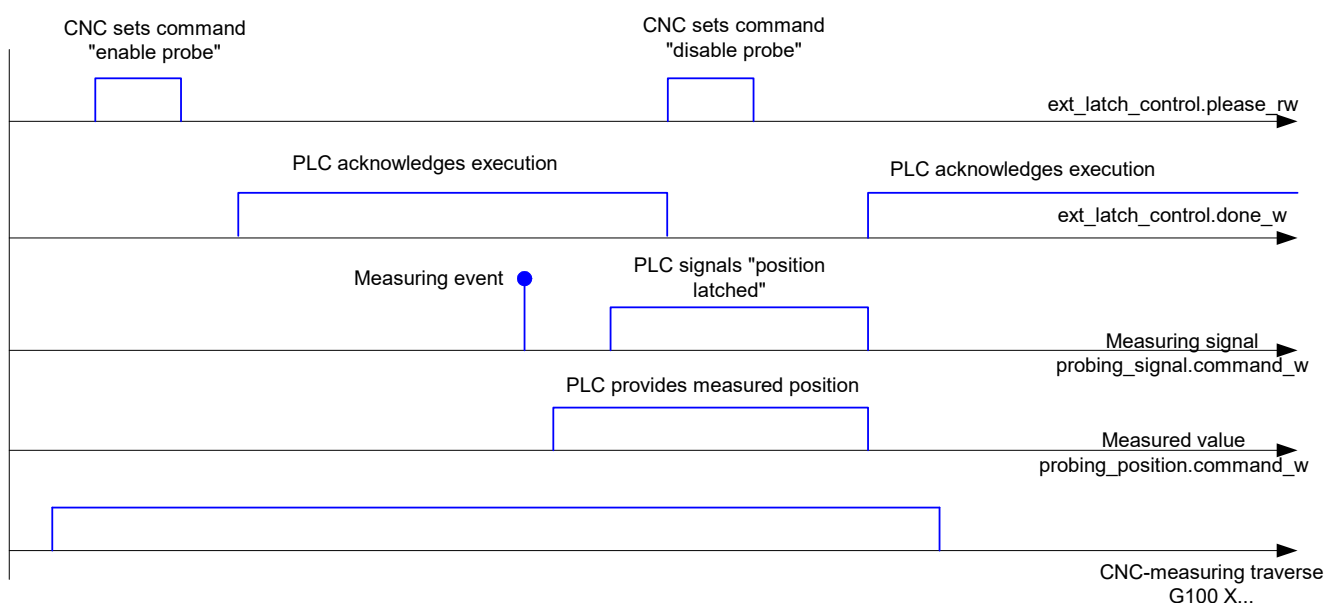 CNC sets command
"enable probe"
CNC sets command
"disable probe"
ext_latch_control.please_rw
PLC acknowledges execution
PLC acknowledges execution
ext_latch_control.done_w
Measuring event
PLC signals "position
latched"
Measuring signal
probing_signal.command_w
PLC provides measured position
Measured value
probing_position.command_w
CNC-measuring traverse
G100 X...